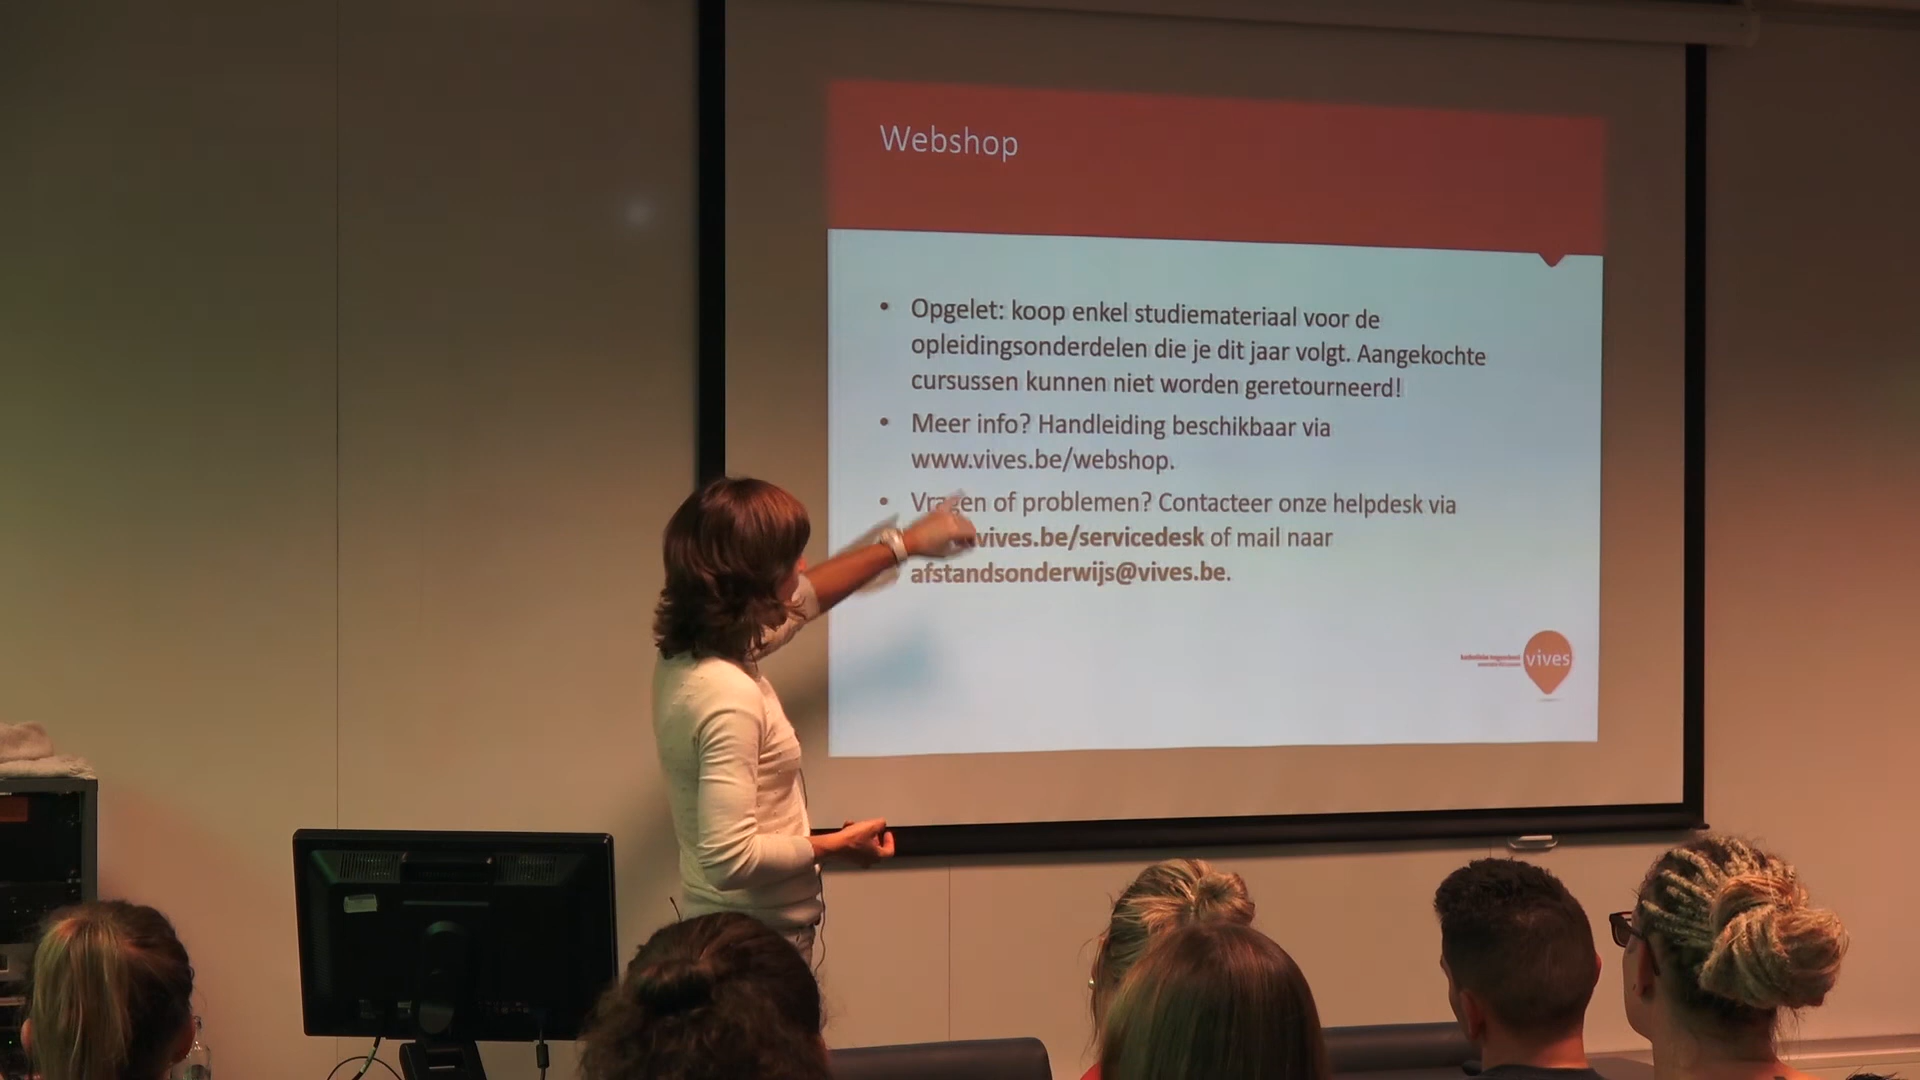 Webshop
• Opgelet: koop enkel studiemateriaal voor de
opleidingsonderdelen die je dit jaar volgt. Aangekochte
cursussen kunnen niet worden geretourneerd!
• Meer info? Handleiding beschikbaar via
www.vives.be/webshop.
• Vragen of problemen? Contacteer onze helpdesk via
vives.be/servicedesk of mail naar
afstandsonderwijs@vives.be.
vives